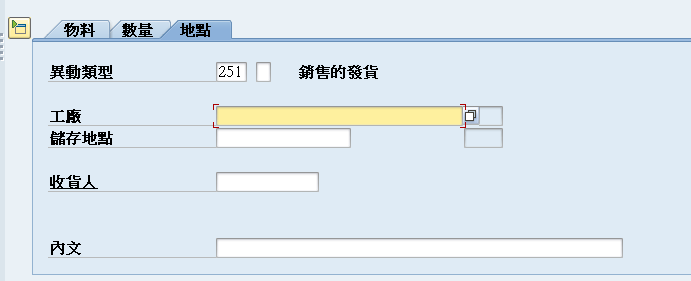 物料 數量 地點
異動類型 251 銷售的發貨
工廠
儲存地點
收貨人
內文